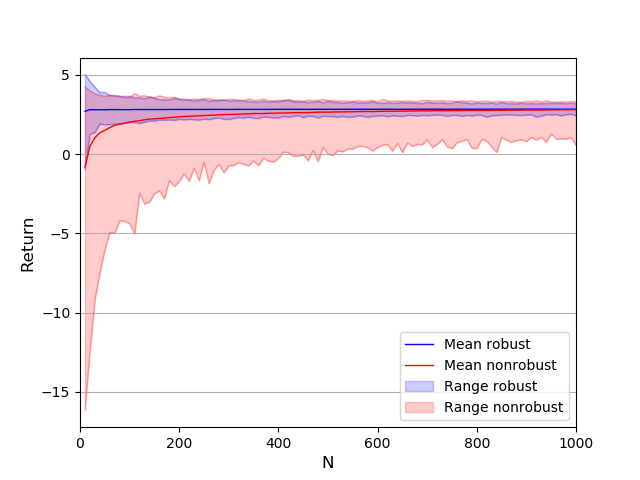 5
0
−5
−10
−15
Return
0
200
400
600
800
1000
N
Mean robust
Mean nonrobust
Range robust
Range nonrobust